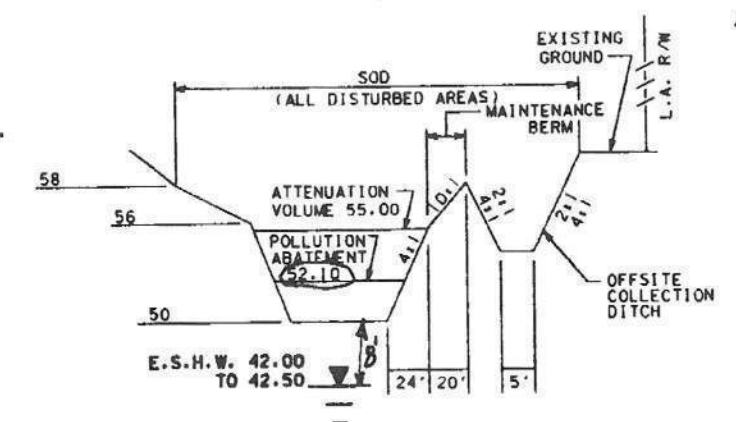 EXISTING
GROUND
L.A. R/W
SOD
(ALL DISTURBED AREAS)
MAINTENANCE
BERM
58
56
ATTENUATION
VOLUME 55.00
10:1
4:1
2:1
2:1
4:1
POLLUTION
ABATEMENT
52.10
4:1
OFFSITE
COLLECTION
DITCH
50
8'
E.S.H.W. 42.00
TO 42.50
24'
20'
5'